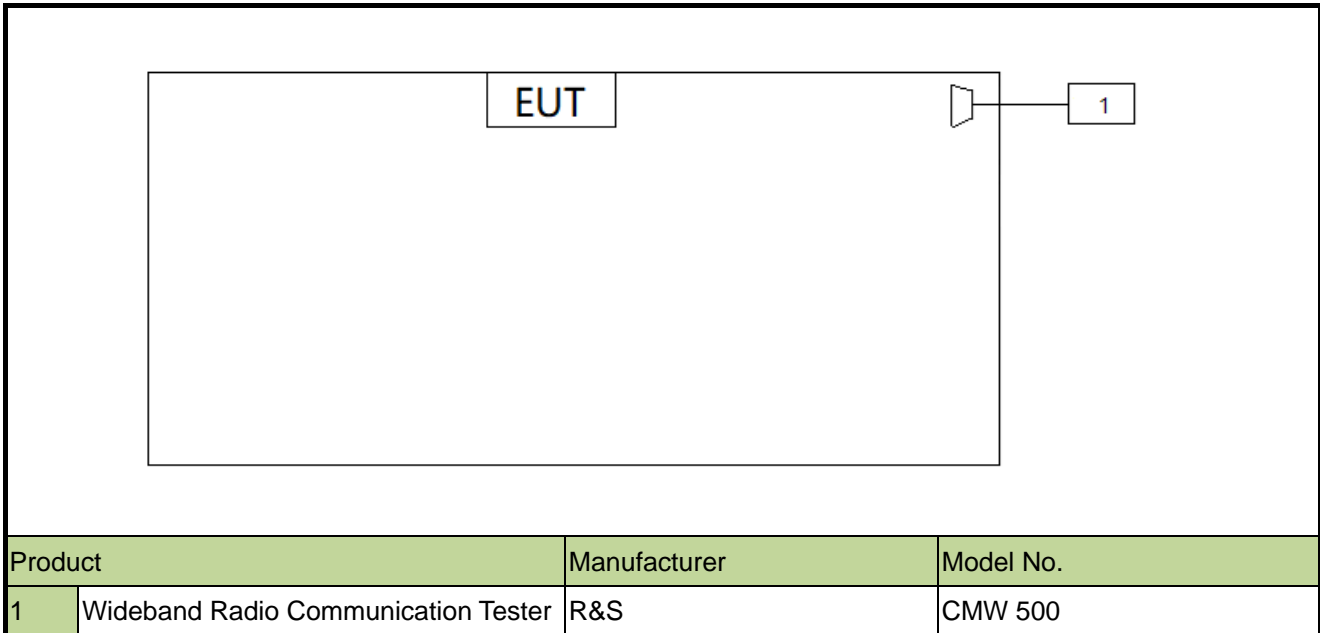 EUT
1
Product Manufacturer Model No.
1 Wideband Radio Communication Tester R&S CMW 500